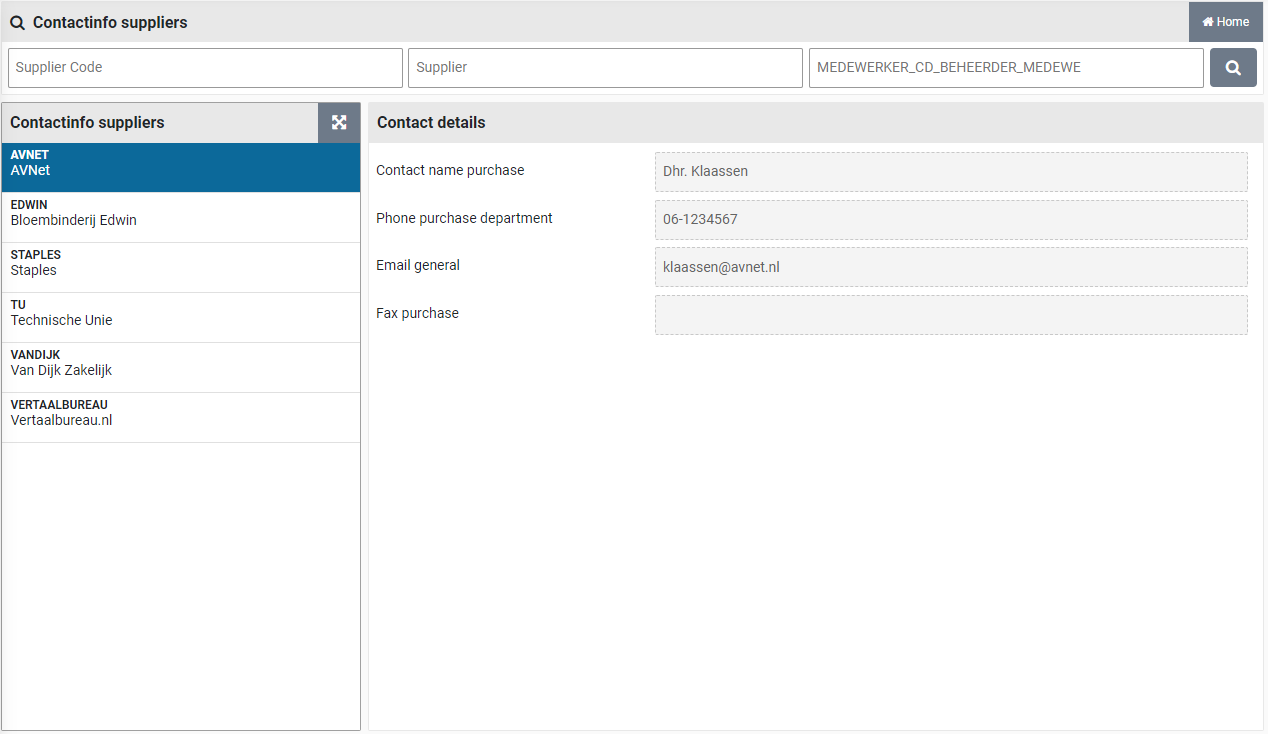 Contactinfo suppliers
Home
Supplier Code
Supplier
MEDEWERKER_CD_BEHEERDER_MEDEWE
Contactinfo suppliers
AVNET
AVNet
EDWIN
Bloembinderij Edwin
STAPLES
Staples
TU
Technische Unie
VANDIJK
Van Dijk Zakelijk
VERTAALBUREAU
Vertaalbureau.nl
Contact details
Contact name purchase
Dhr. Klaassen
Phone purchase department
06-1234567
Email general
klaassen@avnet.nl
Fax purchase